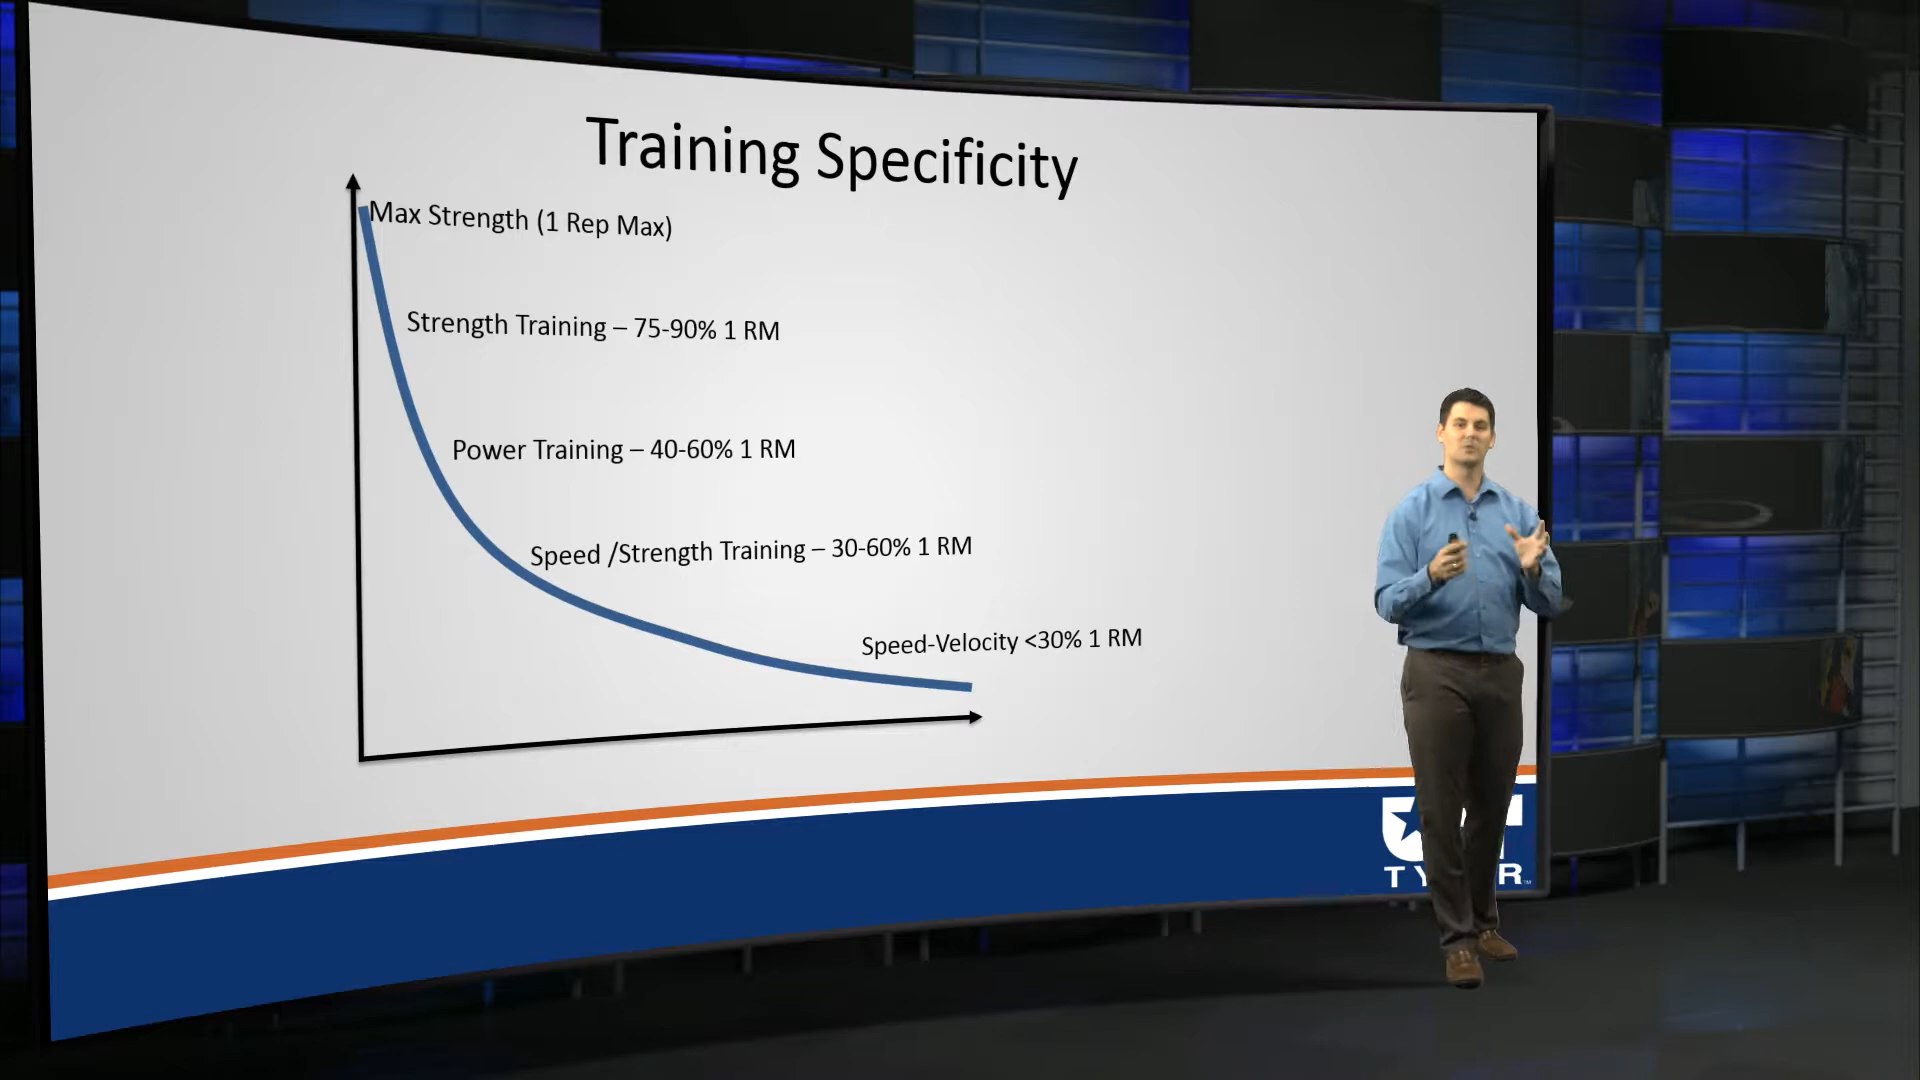 Training Specificity
Max Strength (1 Rep Max)
Strength Training – 75-90% 1 RM
Power Training – 40-60% 1 RM
Speed /Strength Training – 30-60% 1 RM
Speed-Velocity <30% 1 RM